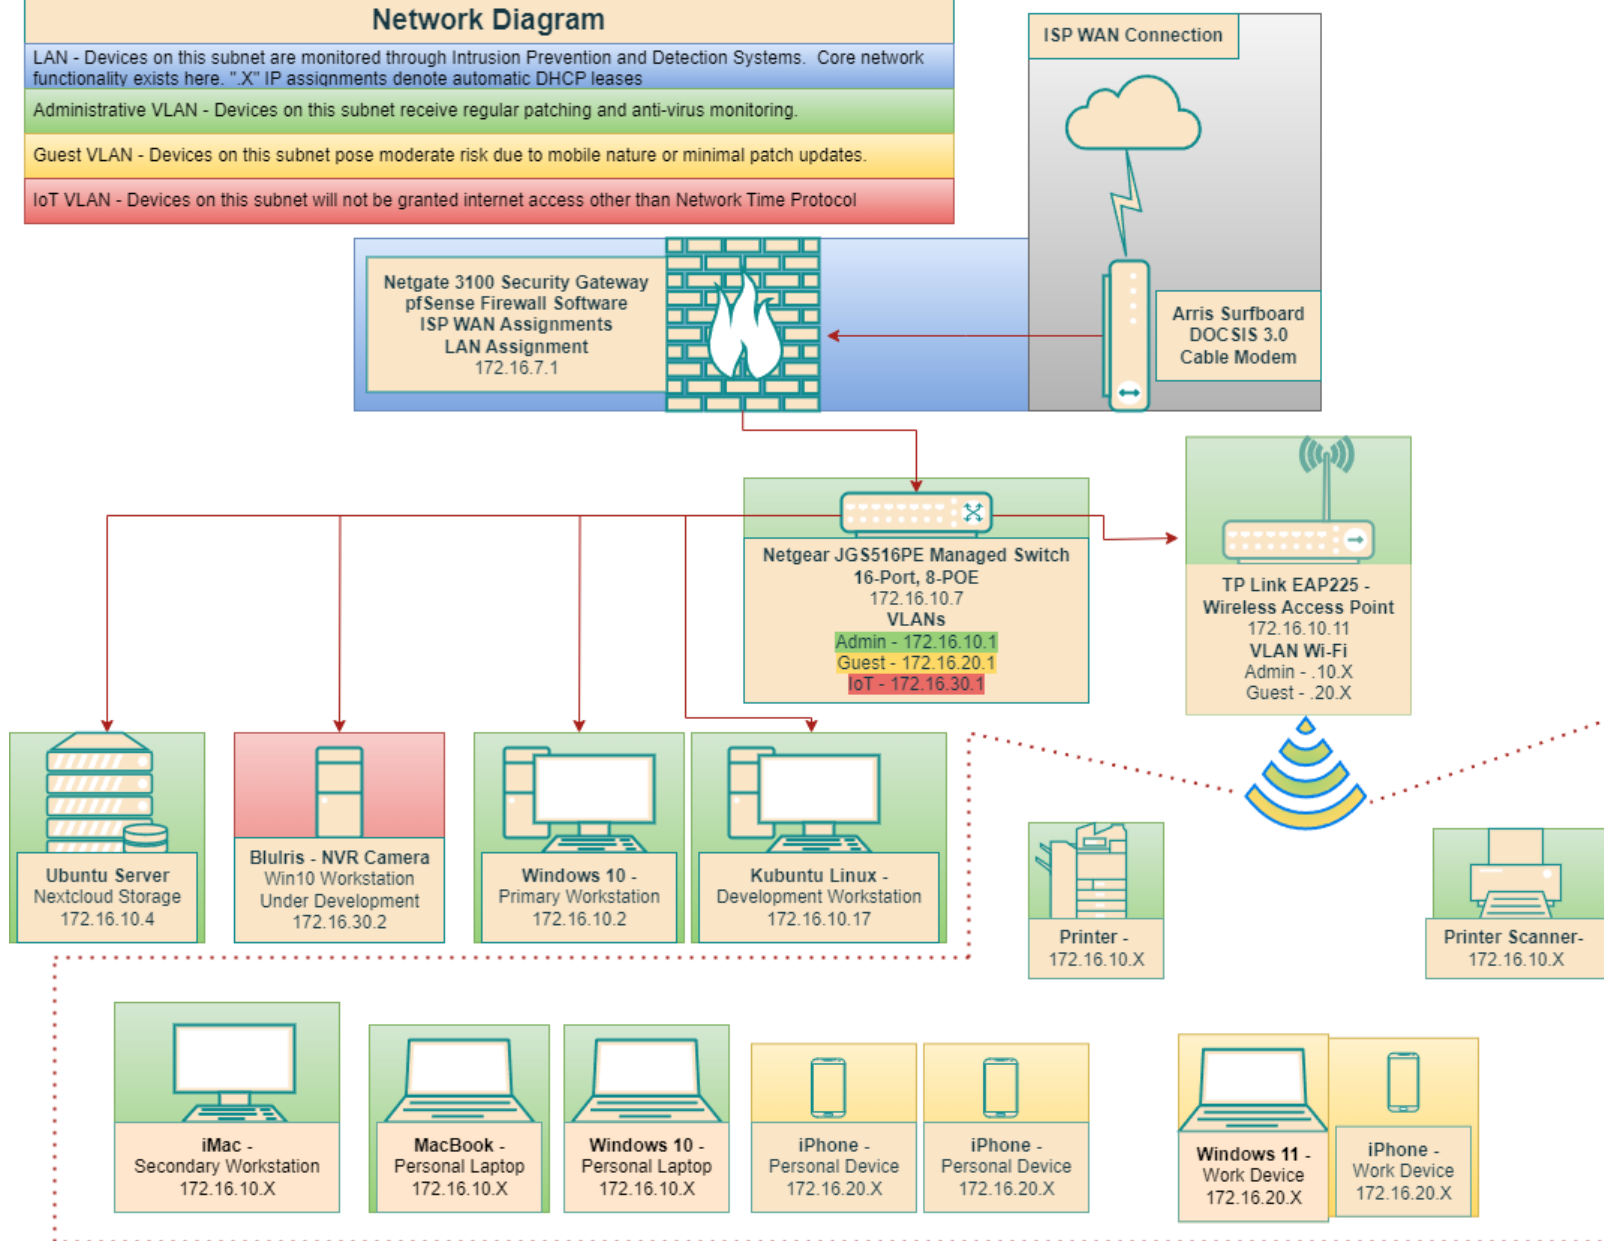 Network Diagram
LAN - Devices on this subnet are monitored through Intrusion Prevention and Detection Systems. Core network
functionality exists here. ".X" IP assignments denote automatic DHCP leases
Administrative VLAN - Devices on this subnet receive regular patching and anti-virus monitoring.
Guest VLAN - Devices on this subnet pose moderate risk due to mobile nature or minimal patch updates.
IoT VLAN - Devices on this subnet will not be granted internet access other than Network Time Protocol
ISP WAN Connection
Netgate 3100 Security Gateway
pfSense Firewall Software
ISP WAN Assignments
LAN Assignment
172.16.7.1
Arris Surfboard
DOCSIS 3.0
Cable Modem
Netgear JGS516PE Managed Switch
16-Port, 8-POE
172.16.10.7
VLANs
Admin - 172.16.10.1
Guest - 172.16.20.1
IoT - 172.16.30.1
TP Link EAP225 -
Wireless Access Point
172.16.10.11
VLAN Wi-Fi
Admin - .10.X
Guest - .20.X
Ubuntu Server
Nextcloud Storage
172.16.10.4
BluIris - NVR Camera
Win10 Workstation
Under Development
172.16.30.2
Windows 10 -
Primary Workstation
172.16.10.2
Kubuntu Linux -
Development Workstation
172.16.10.17
Printer -
172.16.10.X
Printer Scanner-
172.16.10.X
iMac -
Secondary Workstation
172.16.10.X
MacBook -
Personal Laptop
172.16.10.X
Windows 10 -
Personal Laptop
172.16.10.X
iPhone -
Personal Device
172.16.20.X
iPhone -
Personal Device
172.16.20.X
Windows 11 -
Work Device
172.16.20.X
iPhone -
Work Device
172.16.20.X